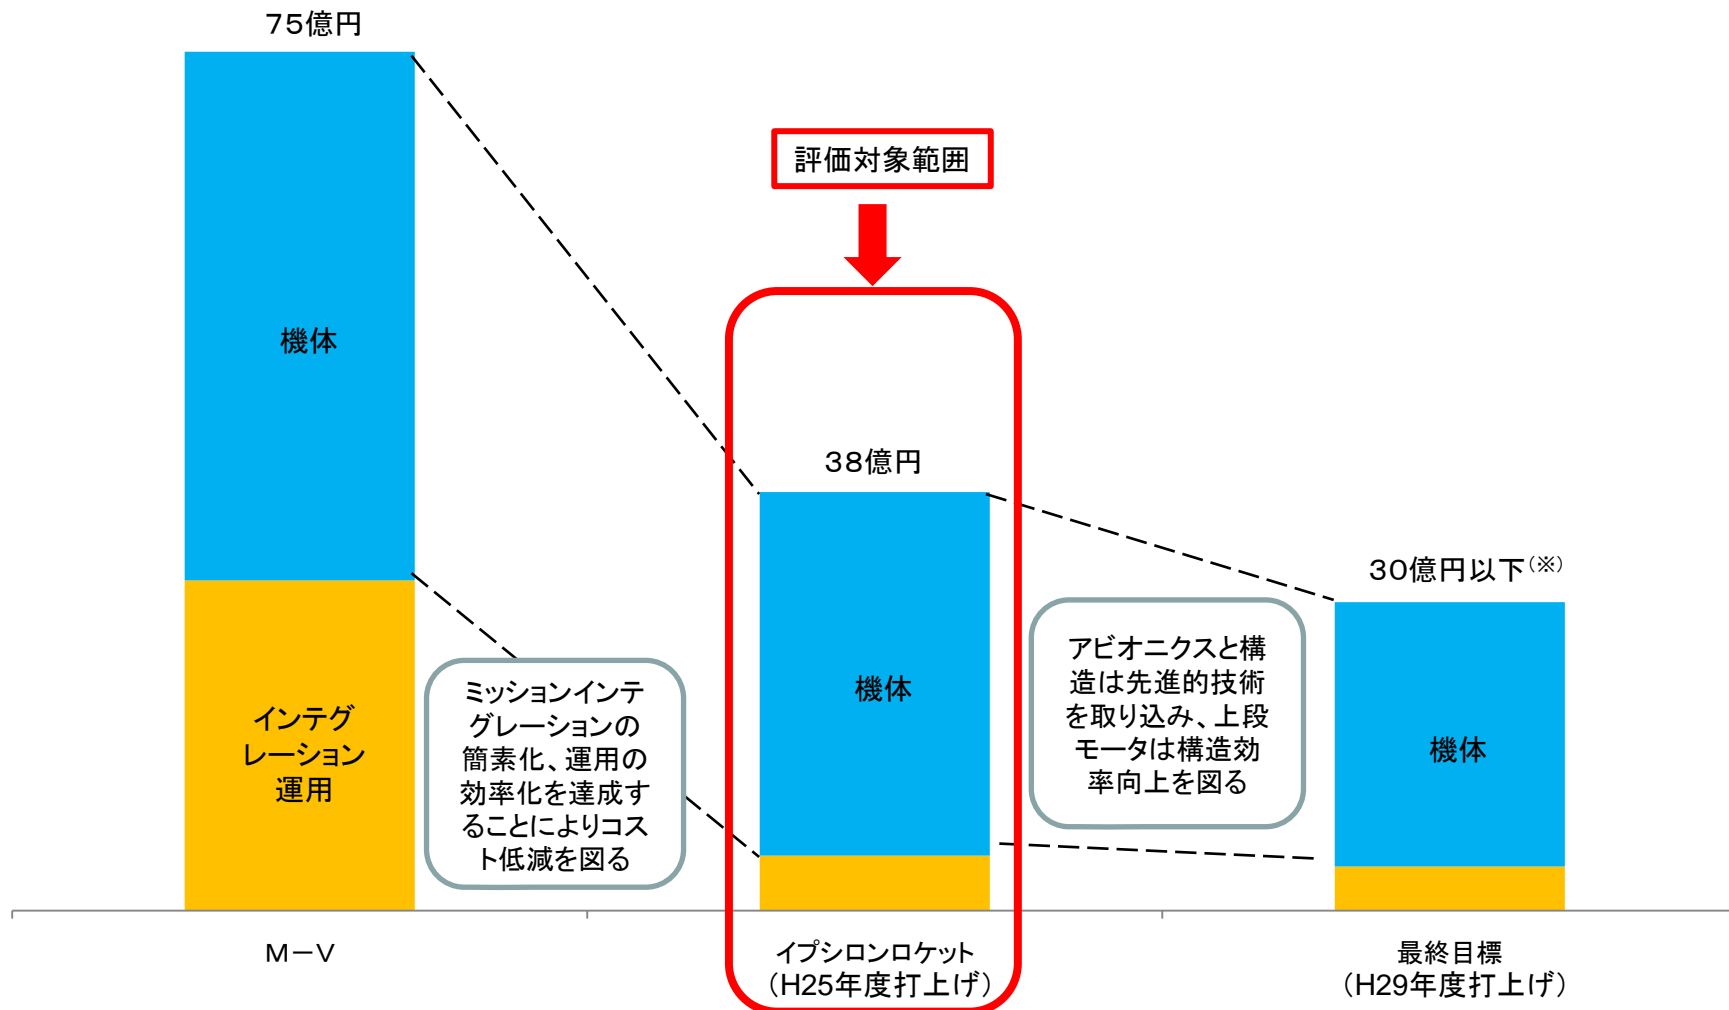 75億円
評価対象範囲
38億円
30億円以下(※)
機体
機体
機体
インテグ
レーション
運用
ミッションインテ
グレーションの
簡素化、運用の
効率化を達成す
ることによりコス
ト低減を図る
アビオニクスと構
造は先進的技術
を取り込み、上段
モータは構造効
率向上を図る
M－V
イプシロンロケット
（H25年度打上げ）
最終目標
（H29年度打上げ）